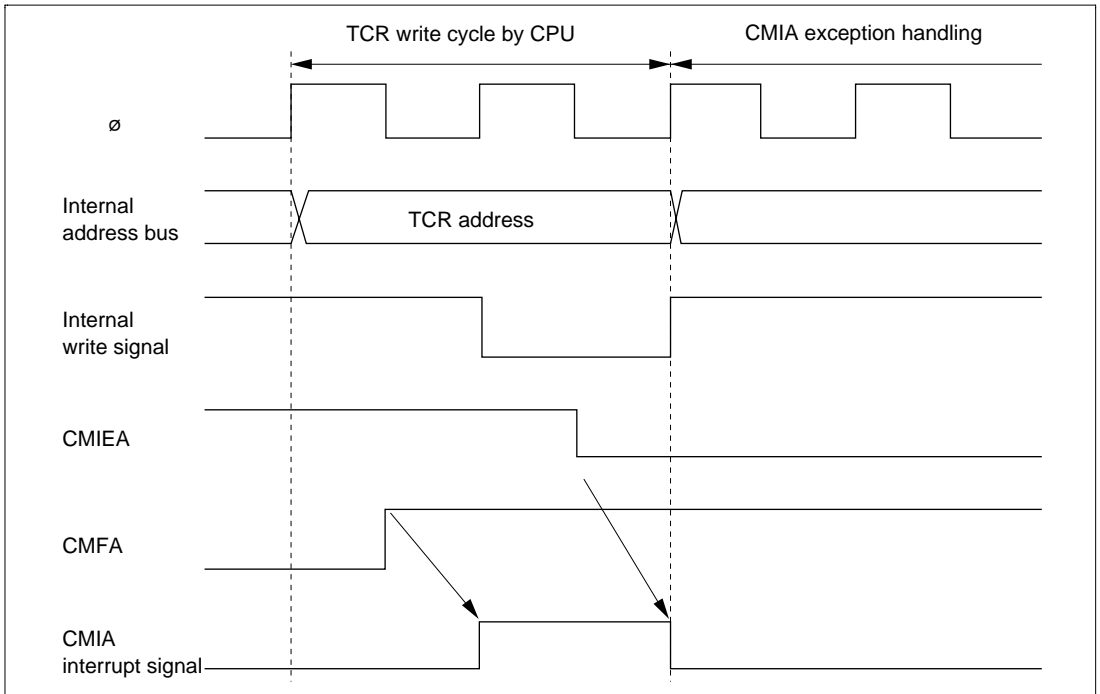 TCR write cycle by CPU
CMIA exception handling
ø
Internal
address bus
TCR address
Internal
write signal
CMIEA
CMFA
CMIA
interrupt signal